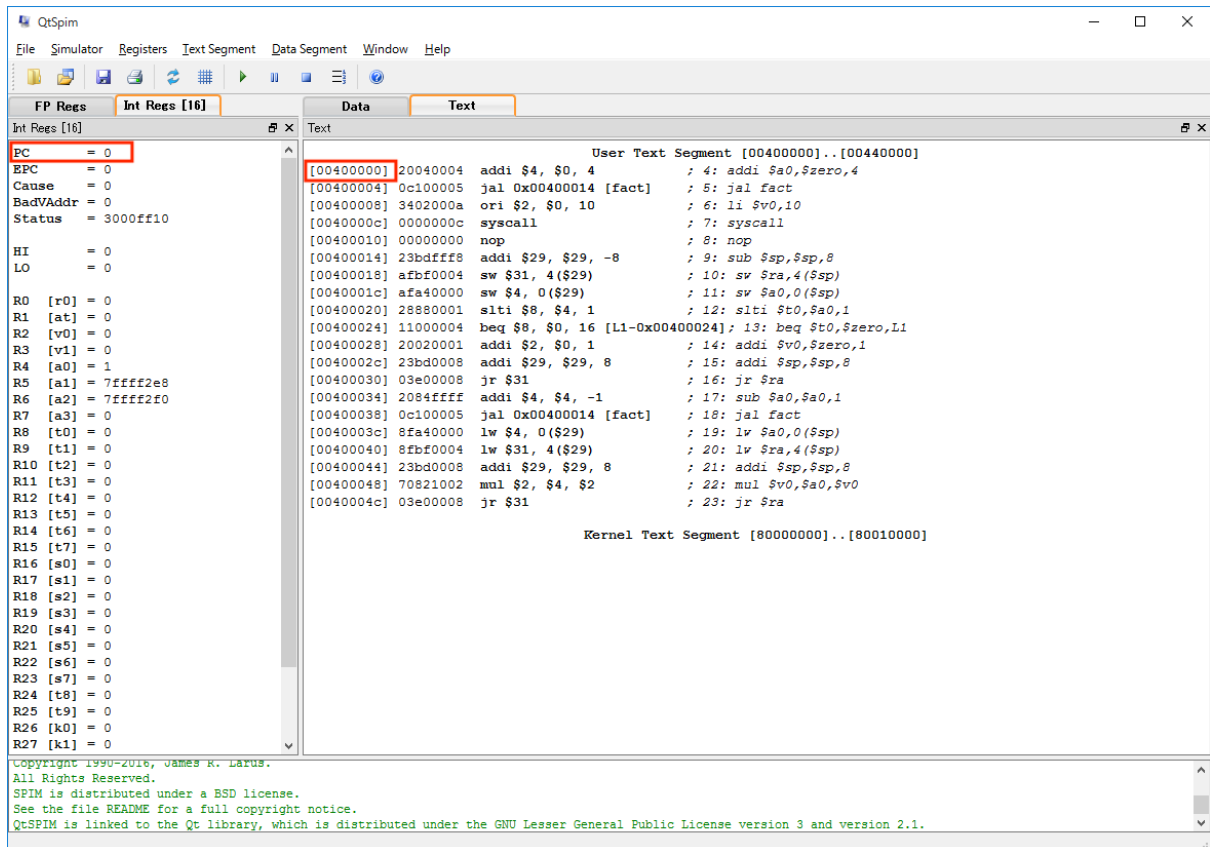 QtSpim
File Simulator Registers Text Segment Data Segment Window Help
FP Regs Int Regs [16]
Int Regs [16]
PC = 0
EPC = 0
Cause = 0
BadVAddr = 0
Status = 3000ff10
HI = 0
LO = 0
R0 [r0] = 0
R1 [at] = 0
R2 [v0] = 0
R3 [v1] = 0
R4 [a0] = 1
R5 [a1] = 7ffff2e8
R6 [a2] = 7ffff2f0
R7 [a3] = 0
R8 [t0] = 0
R9 [t1] = 0
R10 [t2] = 0
R11 [t3] = 0
R12 [t4] = 0
R13 [t5] = 0
R14 [t6] = 0
R15 [t7] = 0
R16 [s0] = 0
R17 [s1] = 0
R18 [s2] = 0
R19 [s3] = 0
R20 [s4] = 0
R21 [s5] = 0
R22 [s6] = 0
R23 [s7] = 0
R24 [t8] = 0
R25 [t9] = 0
R26 [k0] = 0
R27 [k1] = 0
Data Text
Text
User Text Segment [00400000]..[00440000]
[00400000] 20040004 addi $4, $0, 4 ; 4: addi $a0,$zero,4
[00400004] 0c100005 jal 0x00400014 [fact] ; 5: jal fact
[00400008] 3402000a ori $2, $0, 10 ; 6: li $v0,10
[0040000c] 0000000c syscall ; 7: syscall
[00400010] 00000000 nop ; 8: nop
[00400014] 23bdfff8 addi $29, $29, -8 ; 9: sub $sp,$sp,8
[00400018] afbf0004 sw $31, 4($29) ; 10: sw $ra,4($sp)
[0040001c] afa40000 sw $4, 0($29) ; 11: sw $a0,0($sp)
[00400020] 28880001 slti $8, $4, 1 ; 12: slti $t0,$a0,1
[00400024] 11000004 beq $8, $0, 16 [L1-0x00400024]; 13: beq $t0,$zero,L1
[00400028] 20020001 addi $2, $0, 1 ; 14: addi $v0,$zero,1
[0040002c] 23bd0008 addi $29, $29, 8 ; 15: addi $sp,$sp,8
[00400030] 03e00008 jr $31 ; 16: jr $ra
[00400034] 2084ffff addi $4, $4, -1 ; 17: sub $a0,$a0,1
[00400038] 0c100005 jal 0x00400014 [fact] ; 18: jal fact
[0040003c] 8fa40000 lw $4, 0($29) ; 19: lw $a0,0($sp)
[00400040] 8fbf0004 lw $31, 4($29) ; 20: lw $ra,4($sp)
[00400044] 23bd0008 addi $29, $29, 8 ; 21: addi $sp,$sp,8
[00400048] 70821002 mul $2, $4, $2 ; 22: mul $v0,$a0,$v0
[0040004c] 03e00008 jr $31 ; 23: jr $ra
Kernel Text Segment [80000000]..[80010000]
Copyright 1990-2016, James R. Larus.
All Rights Reserved.
SPIM is distributed under a BSD license.
See the file README for a full copyright notice.
QtSPIM is linked to the Qt library, which is distributed under the GNU Lesser General Public License version 3 and version 2.1.